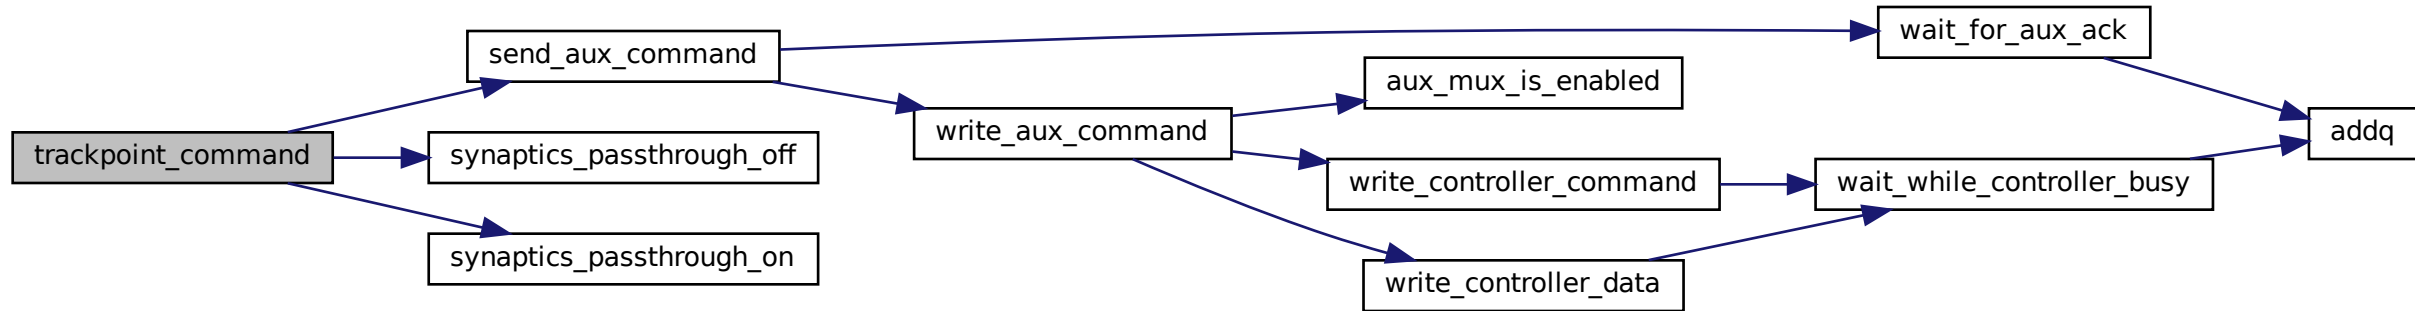 trackpoint_command
send_aux_command
synaptics_passthrough_off
synaptics_passthrough_on
write_aux_command
aux_mux_is_enabled
write_controller_command
write_controller_data
wait_for_aux_ack
wait_while_controller_busy
addq